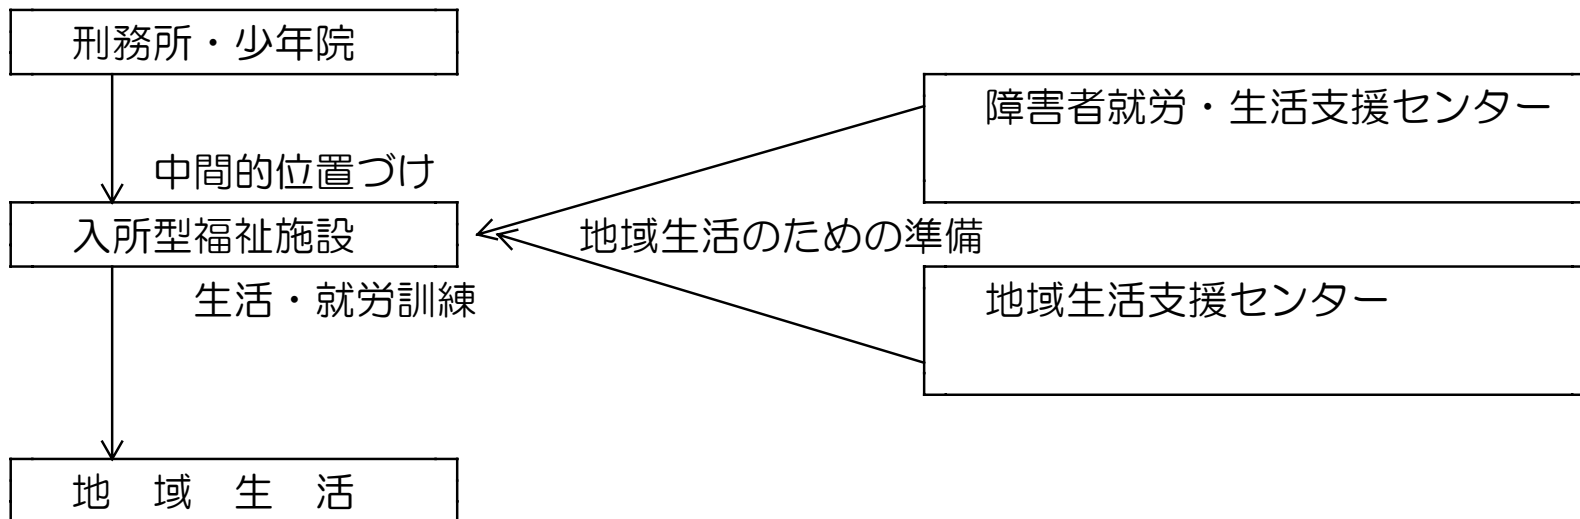 刑務所・少年院
障害者就労・生活支援センター
中間的位置づけ
入所型福祉施設
地域生活のための準備
生活・就労訓練
地域生活支援センター
地 域 生 活